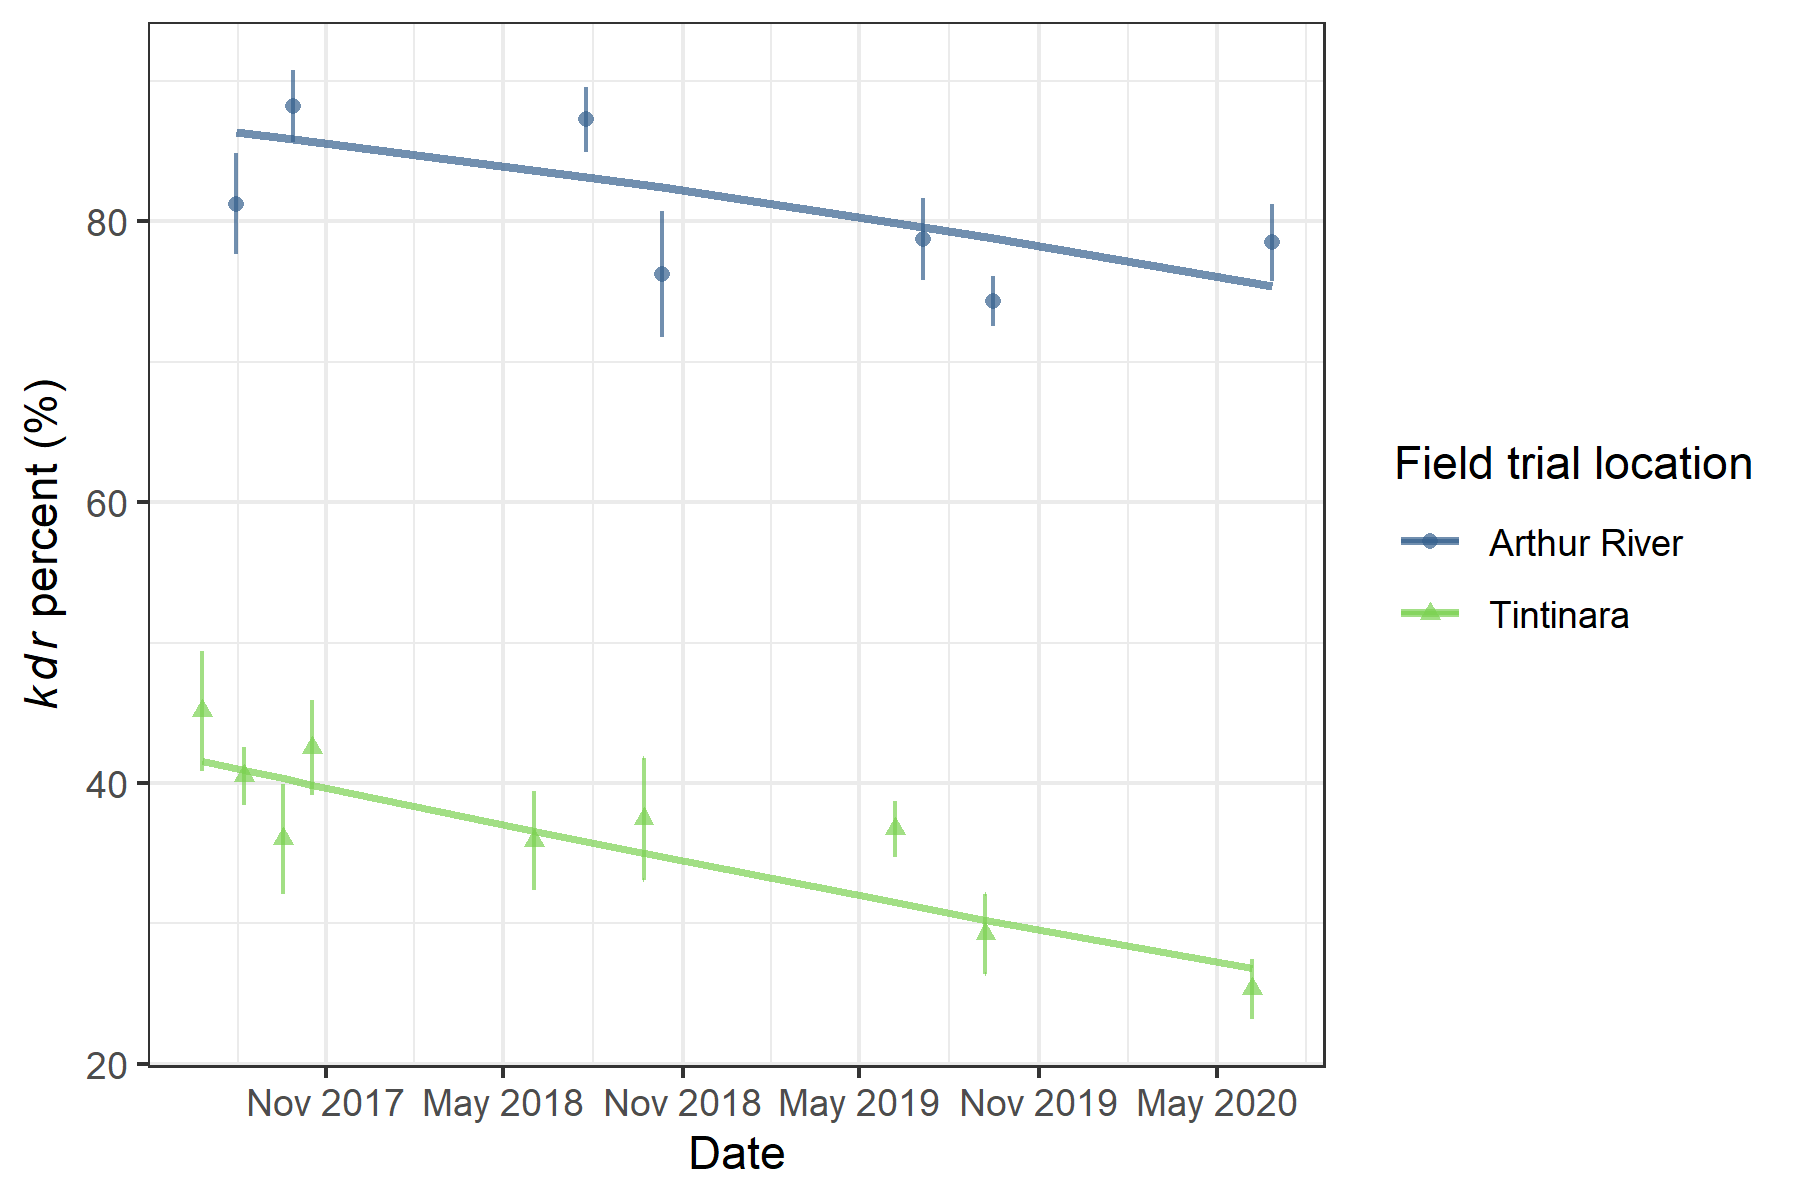 kdr percent (%)
80
60
40
20
Nov 2017 May 2018 Nov 2018 May 2019 Nov 2019 May 2020
Date
Field trial location
Arthur River
Tintinara